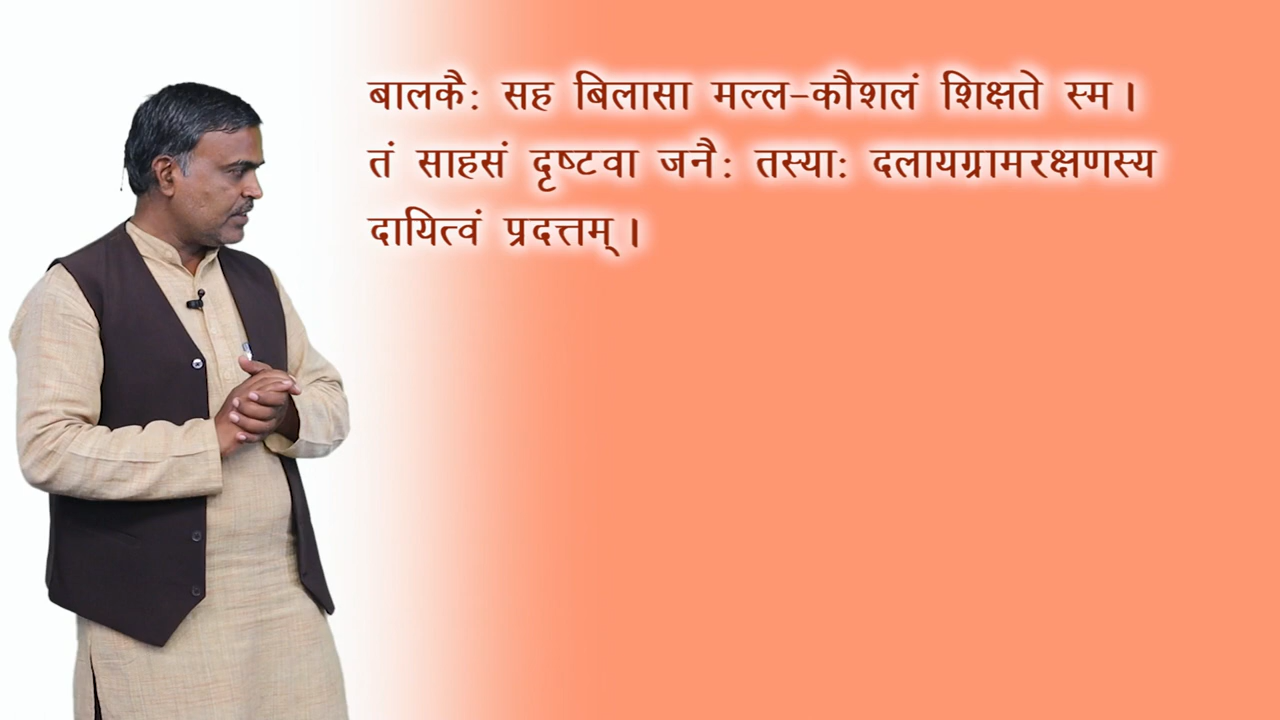 बालकै: सह बिलासा मल्ल-कौशलं शिक्षते स्म।
तं साहसं दृष्टवा जनै: तस्या: दलायग्रामरक्षणस्य
दायित्वं प्रदत्तम्।